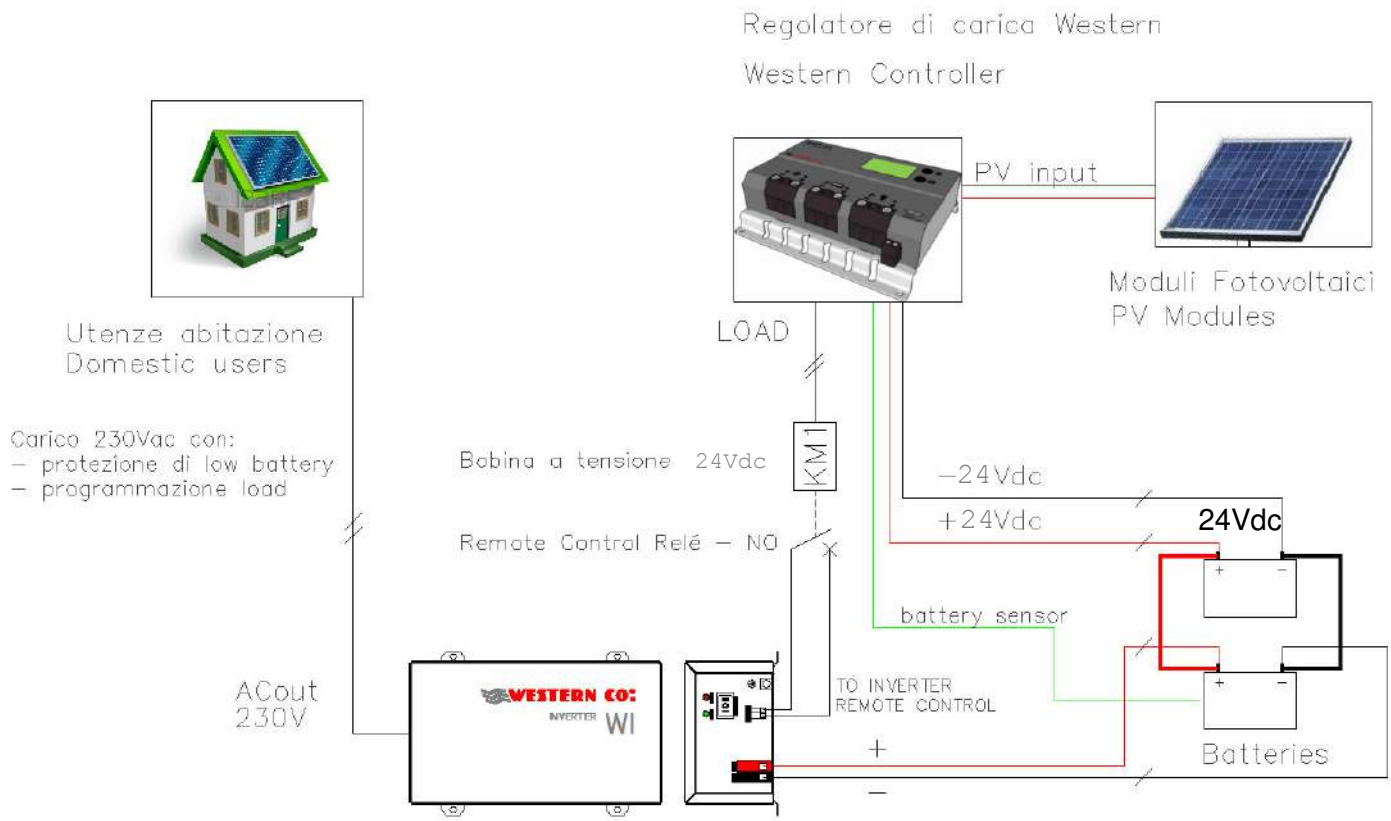 Regolatore di carica Western
Western Controller
PV input
Moduli Fotovoltaici
PV Modules
LOAD
Utenze abitazione
Domestic users
Carico 230Vac con:
– protezione di low battery
– programmazione load
Bobina a tensione 24Vdc
KM1
–24Vdc
+24Vdc
24Vdc
Remote Control Relé – NO
+ –
battery sensor
+ –
TO INVERTER
REMOTE CONTROL
ACout
230V
WESTERN CO:
INVERTER WI
+
–
Batteries